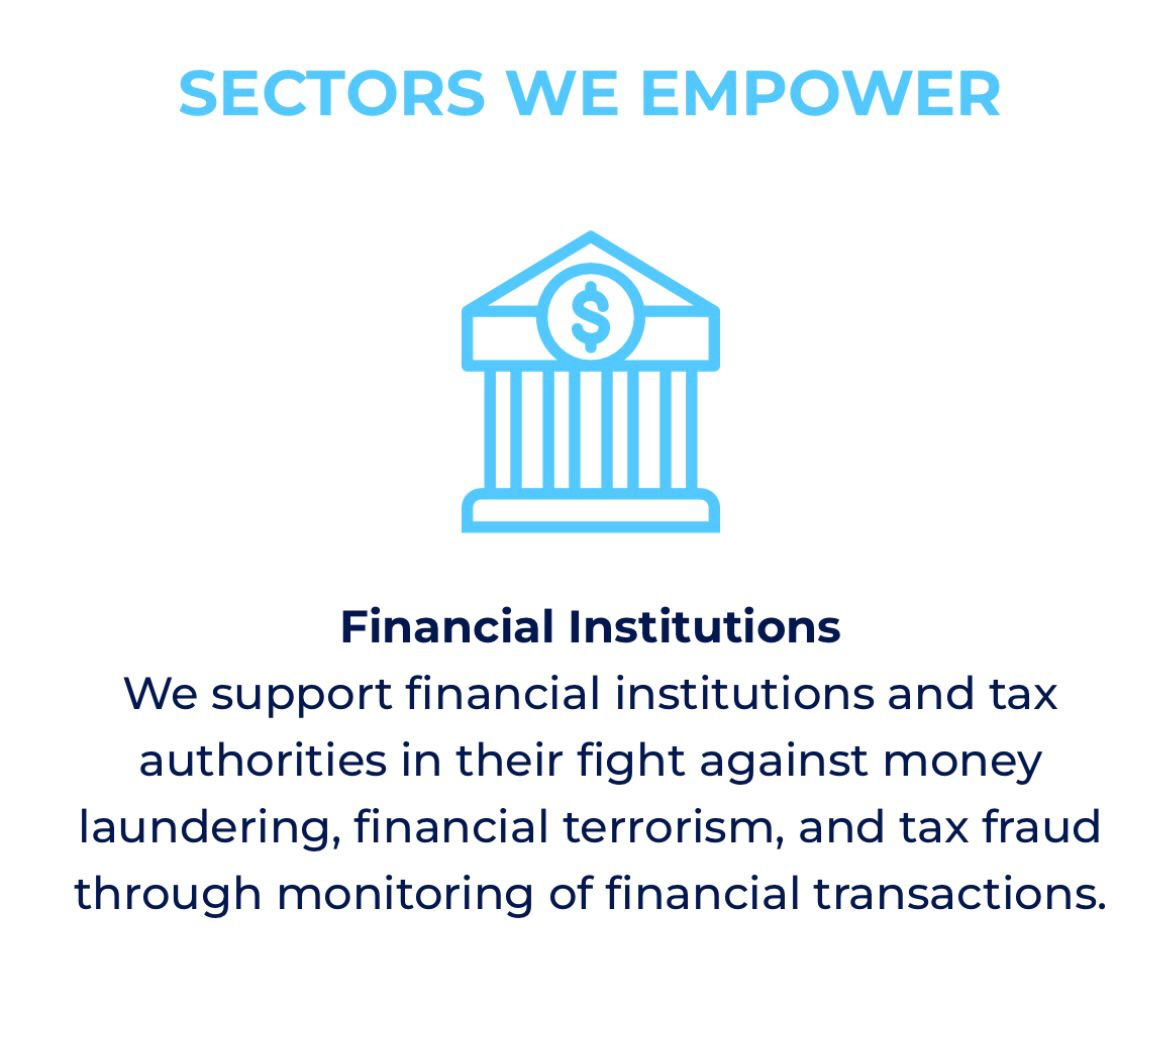 SECTORS WE EMPOWER
$
Financial Institutions
We support financial institutions and tax
authorities in their fight against money
laundering, financial terrorism, and tax fraud
through monitoring of financial transactions.